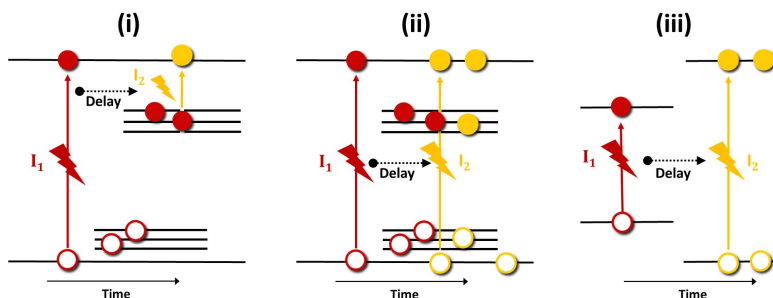 (i)
(ii)
(iii)
I₂
Delay
I₁
Time
I₁
I₂
Delay
Time
I₁
I₂
Delay
Time